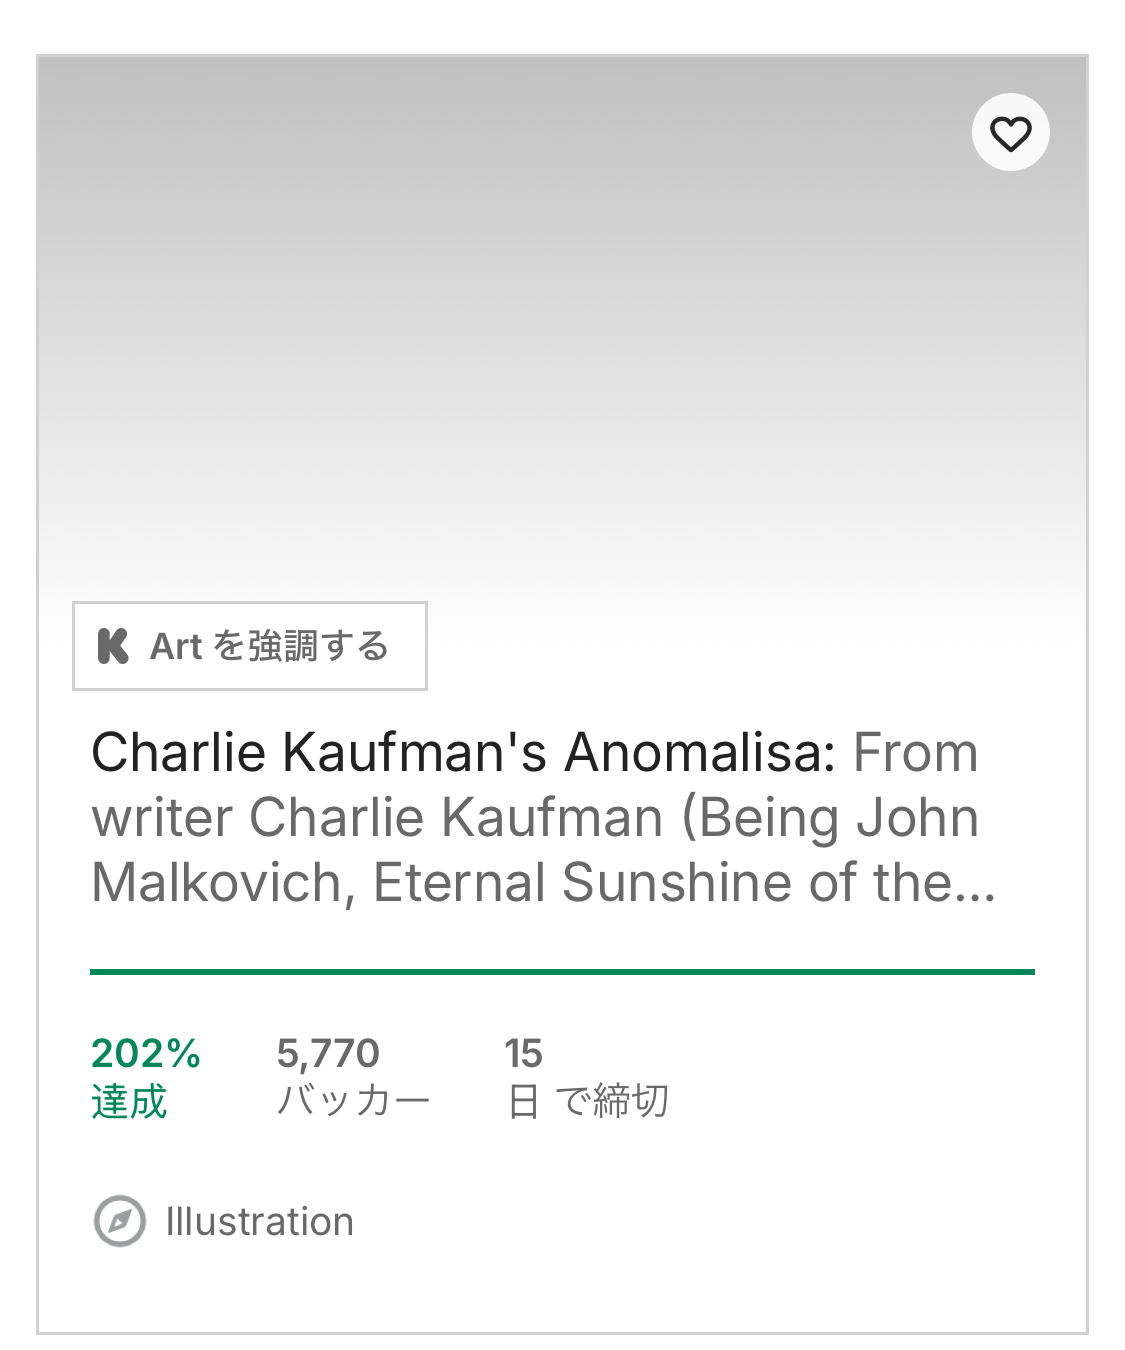 Art を強調する
Charlie Kaufman's Anomalisa: From
writer Charlie Kaufman (Being John
Malkovich, Eternal Sunshine of the...
202%
達成
5,770
バッカー
15
日 で締切
Illustration